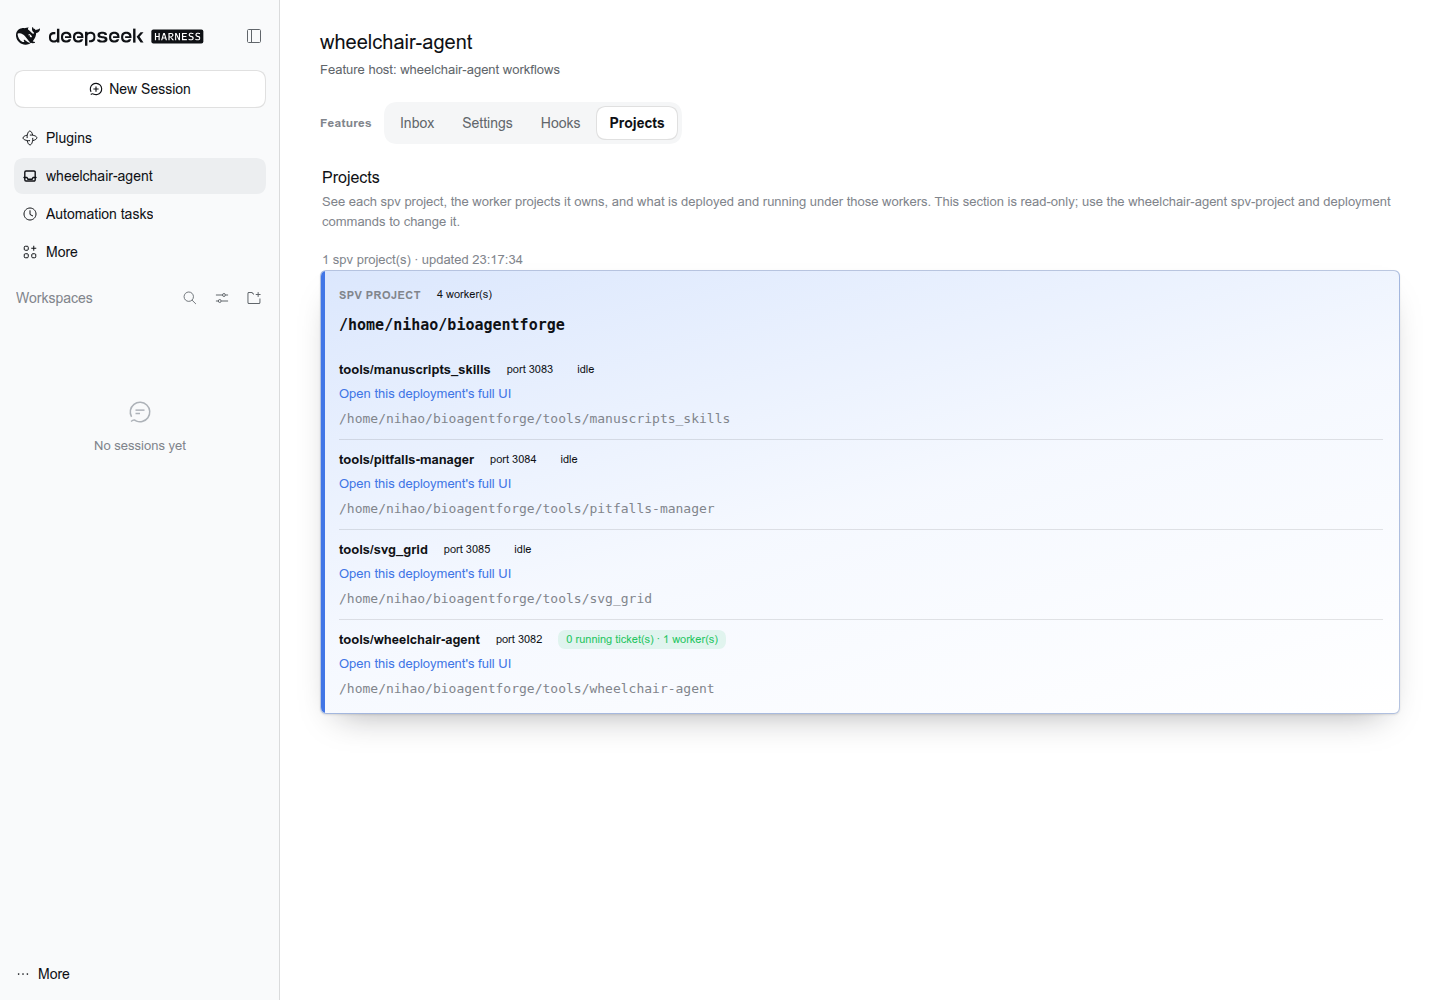 deepseek HARNESS
New Session
Plugins
wheelchair-agent
Automation tasks
More
Workspaces
No sessions yet
More
wheelchair-agent
Feature host: wheelchair-agent workflows
Features Inbox Settings Hooks Projects
Projects
See each spv project, the worker projects it owns, and what is deployed and running under those workers. This section is read-only; use the wheelchair-agent spv-project and deployment
commands to change it.
1 spv project(s) · updated 23:17:34
SPV PROJECT 4 worker(s)
/home/nihao/bioagentforge
tools/manuscripts_skills port 3083 idle
Open this deployment's full UI
/home/nihao/bioagentforge/tools/manuscripts_skills
tools/pitfalls-manager port 3084 idle
Open this deployment's full UI
/home/nihao/bioagentforge/tools/pitfalls-manager
tools/svg_grid port 3085 idle
Open this deployment's full UI
/home/nihao/bioagentforge/tools/svg_grid
tools/wheelchair-agent port 3082 0 running ticket(s) · 1 worker(s)
Open this deployment's full UI
/home/nihao/bioagentforge/tools/wheelchair-agent